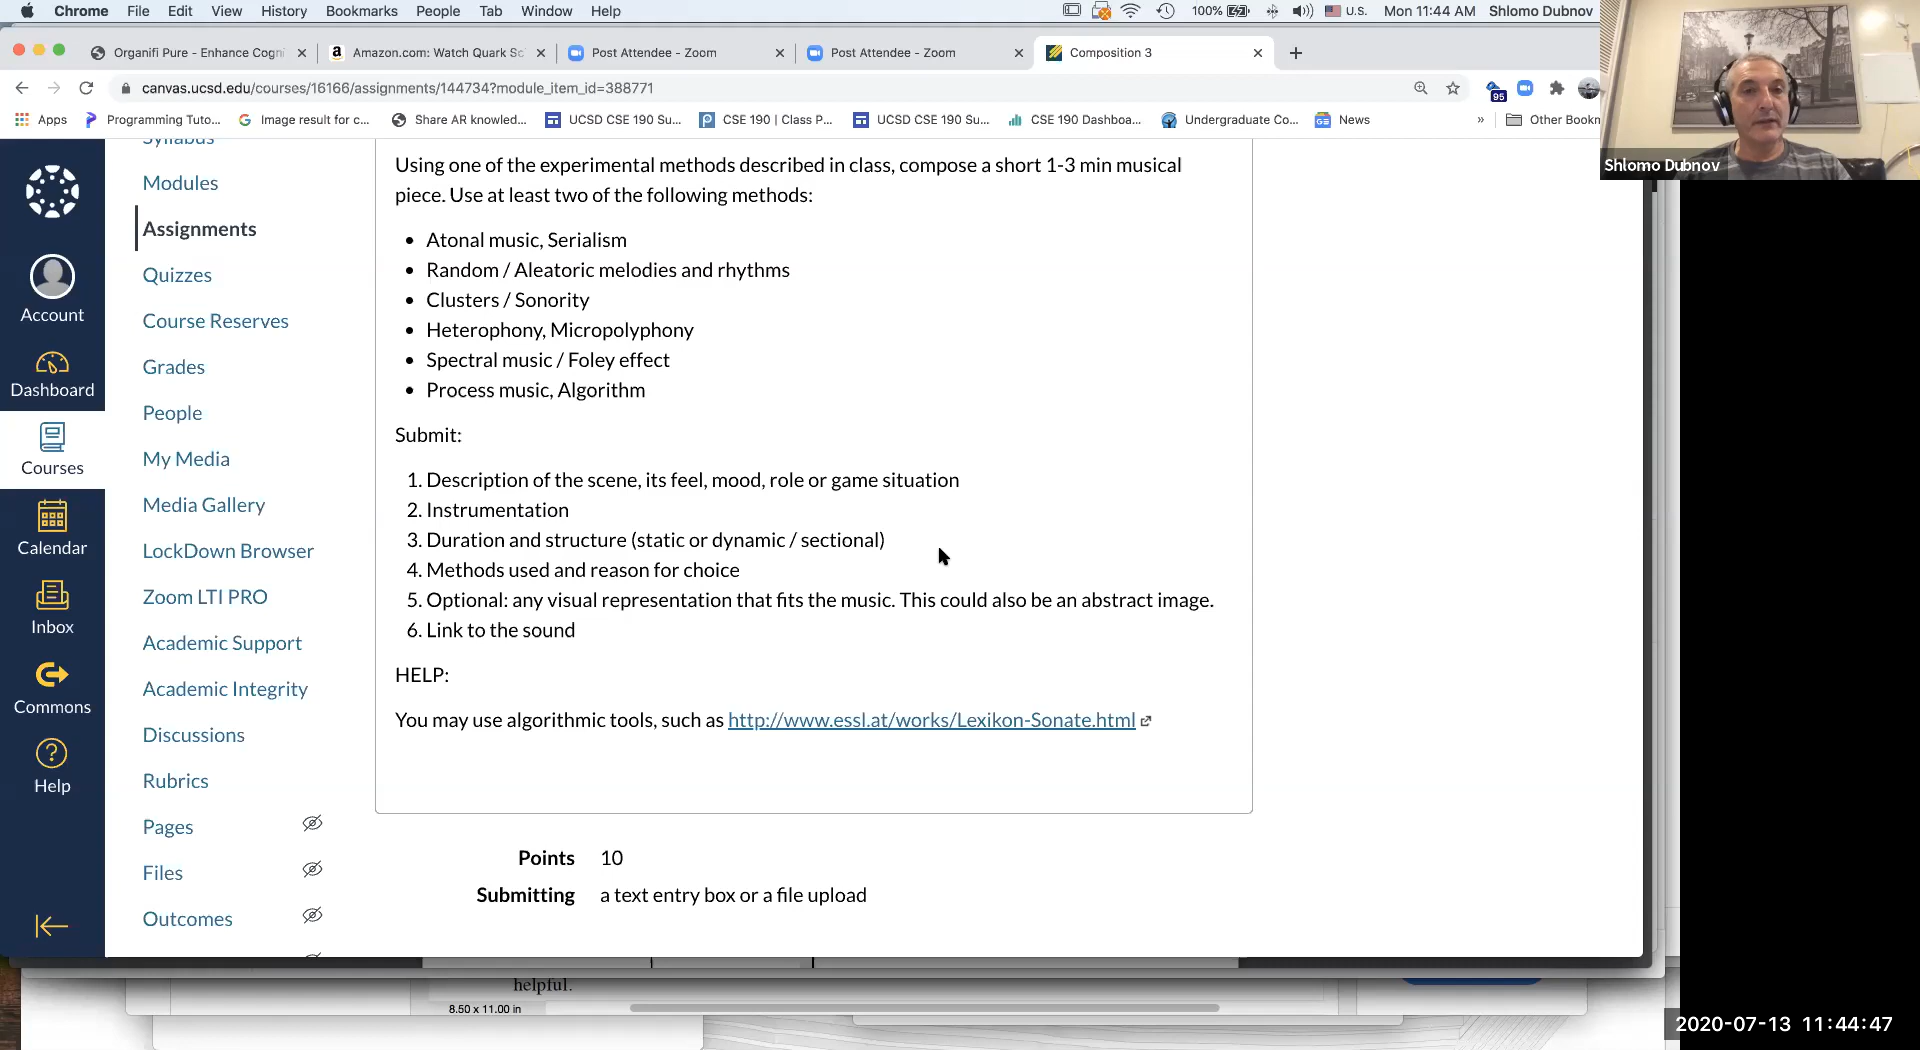 Chrome File Edit View History Bookmarks People Tab Window Help 100% U.S. Mon 11:44 AM Shlomo Dubnov
Organifi Pure - Enhance Cogni Amazon.com: Watch Quark Sc Post Attendee - Zoom Post Attendee - Zoom Composition 3
canvas.ucsd.edu/courses/16166/assignments/144734?module_item_id=388771 95
Apps Programming Tuto... Image result for c... Share AR knowled... UCSD CSE 190 Su... CSE 190 | Class P... UCSD CSE 190 Su... CSE 190 Dashboa... Undergraduate Co... News » Other Bookn
Shlomo Dubnov
Account
Dashboard
Courses
Calendar
Inbox
Commons
Help
Syllabus
Modules
Assignments
Quizzes
Course Reserves
Grades
People
My Media
Media Gallery
LockDown Browser
Zoom LTI PRO
Academic Support
Academic Integrity
Discussions
Rubrics
Pages
Files
Outcomes
Using one of the experimental methods described in class, compose a short 1-3 min musical
piece. Use at least two of the following methods:
• Atonal music, Serialism
• Random / Aleatoric melodies and rhythms
• Clusters / Sonority
• Heterophony, Micropolyphony
• Spectral music / Foley effect
• Process music, Algorithm
Submit:
1. Description of the scene, its feel, mood, role or game situation
2. Instrumentation
3. Duration and structure (static or dynamic / sectional)
4. Methods used and reason for choice
5. Optional: any visual representation that fits the music. This could also be an abstract image.
6. Link to the sound
HELP:
You may use algorithmic tools, such as http://www.essl.at/works/Lexikon-Sonate.html
Points 10
Submitting a text entry box or a file upload
helpful.
8.50 x 11.00 in
2020-07-13 11:44:47